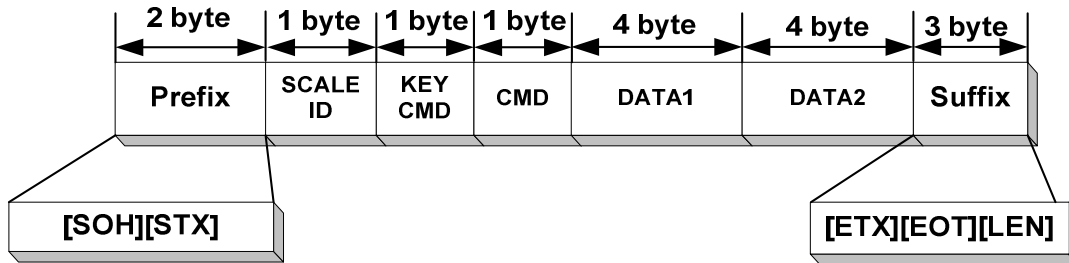 2 byte 1 byte 1 byte 1 byte 4 byte 4 byte 3 byte
Prefix SCALE ID KEY CMD CMD DATA1 DATA2 Suffix
[SOH][STX] [ETX][EOT][LEN]